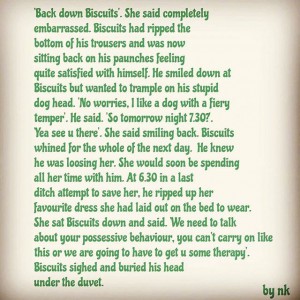 'Back down Biscuits'. She said completely
embarrassed. Biscuits had ripped the
bottom of his trousers and was now
sitting back on his paunches feeling
quite satisfied with himself. He smiled down at
Biscuits but wanted to trample on his stupid
dog head. 'No worries, I like a dog with a fiery
temper'. He said. 'So tomorrow night 7.30?'.
Yea see u there'. She said smiling back. Biscuits
whined for the whole of the next day.  He knew
he was loosing her. She would soon be spending
all her time with him. At 6.30 in a last
ditch attempt to save her, he ripped up her
favourite dress she had laid out on the bed to wear.
She sat Biscuits down and said. 'We need to talk
about your possessive behaviour, you can't carry on like
this or we are going to have to get u some therapy'.
Biscuits sighed and buried his head
under the duvet.
by nk